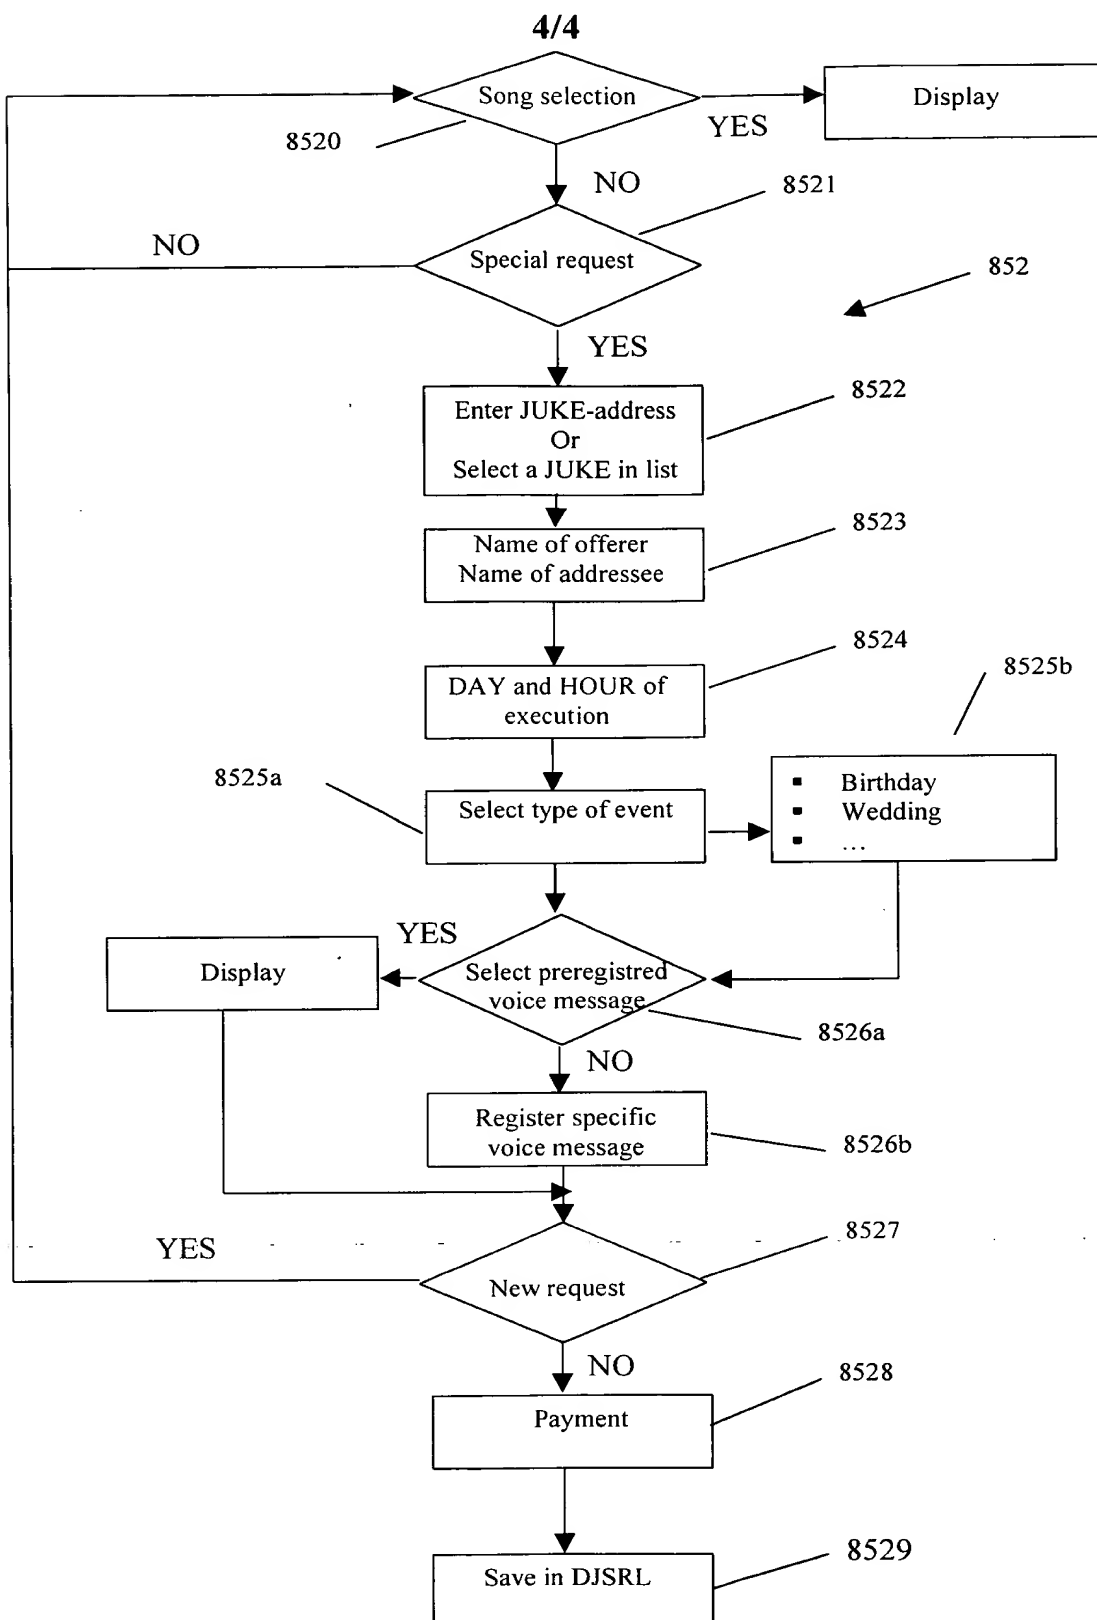 4/4
Song selection
Display
YES
8520
NO
8521
NO
Special request
852
YES
8522
Enter JUKE-address
Or
Select a JUKE in list
8523
Name of offerer
Name of addressee
8524
DAY and HOUR of
execution
8525b
8525a
Birthday
Wedding
...
Select type of event
YES
Display
Select preregistred
voice message
8526a
NO
Register specific
voice message
8526b
8527
YES
New request
NO
8528
Payment
8529
Save in DJSRL